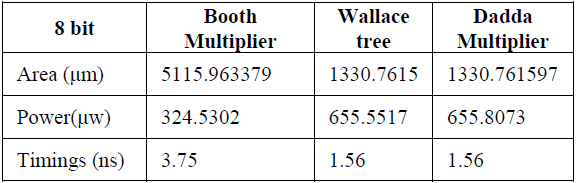 8 bit Booth Multiplier Wallace tree Dadda Multiplier
Area (µm) 5115.963379 1330.7615 1330.761597
Power(µw) 324.5302 655.5517 655.8073
Timings (ns) 3.75 1.56 1.56